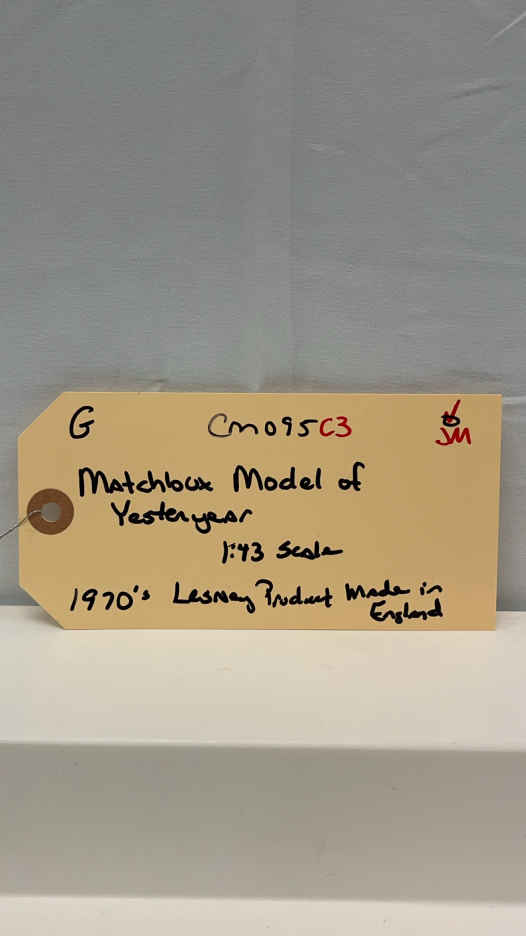 G CM095C3 JM
Matchbox Model of
Yesteryear
1:43 Scale
1970's Lesney Product Made in
England